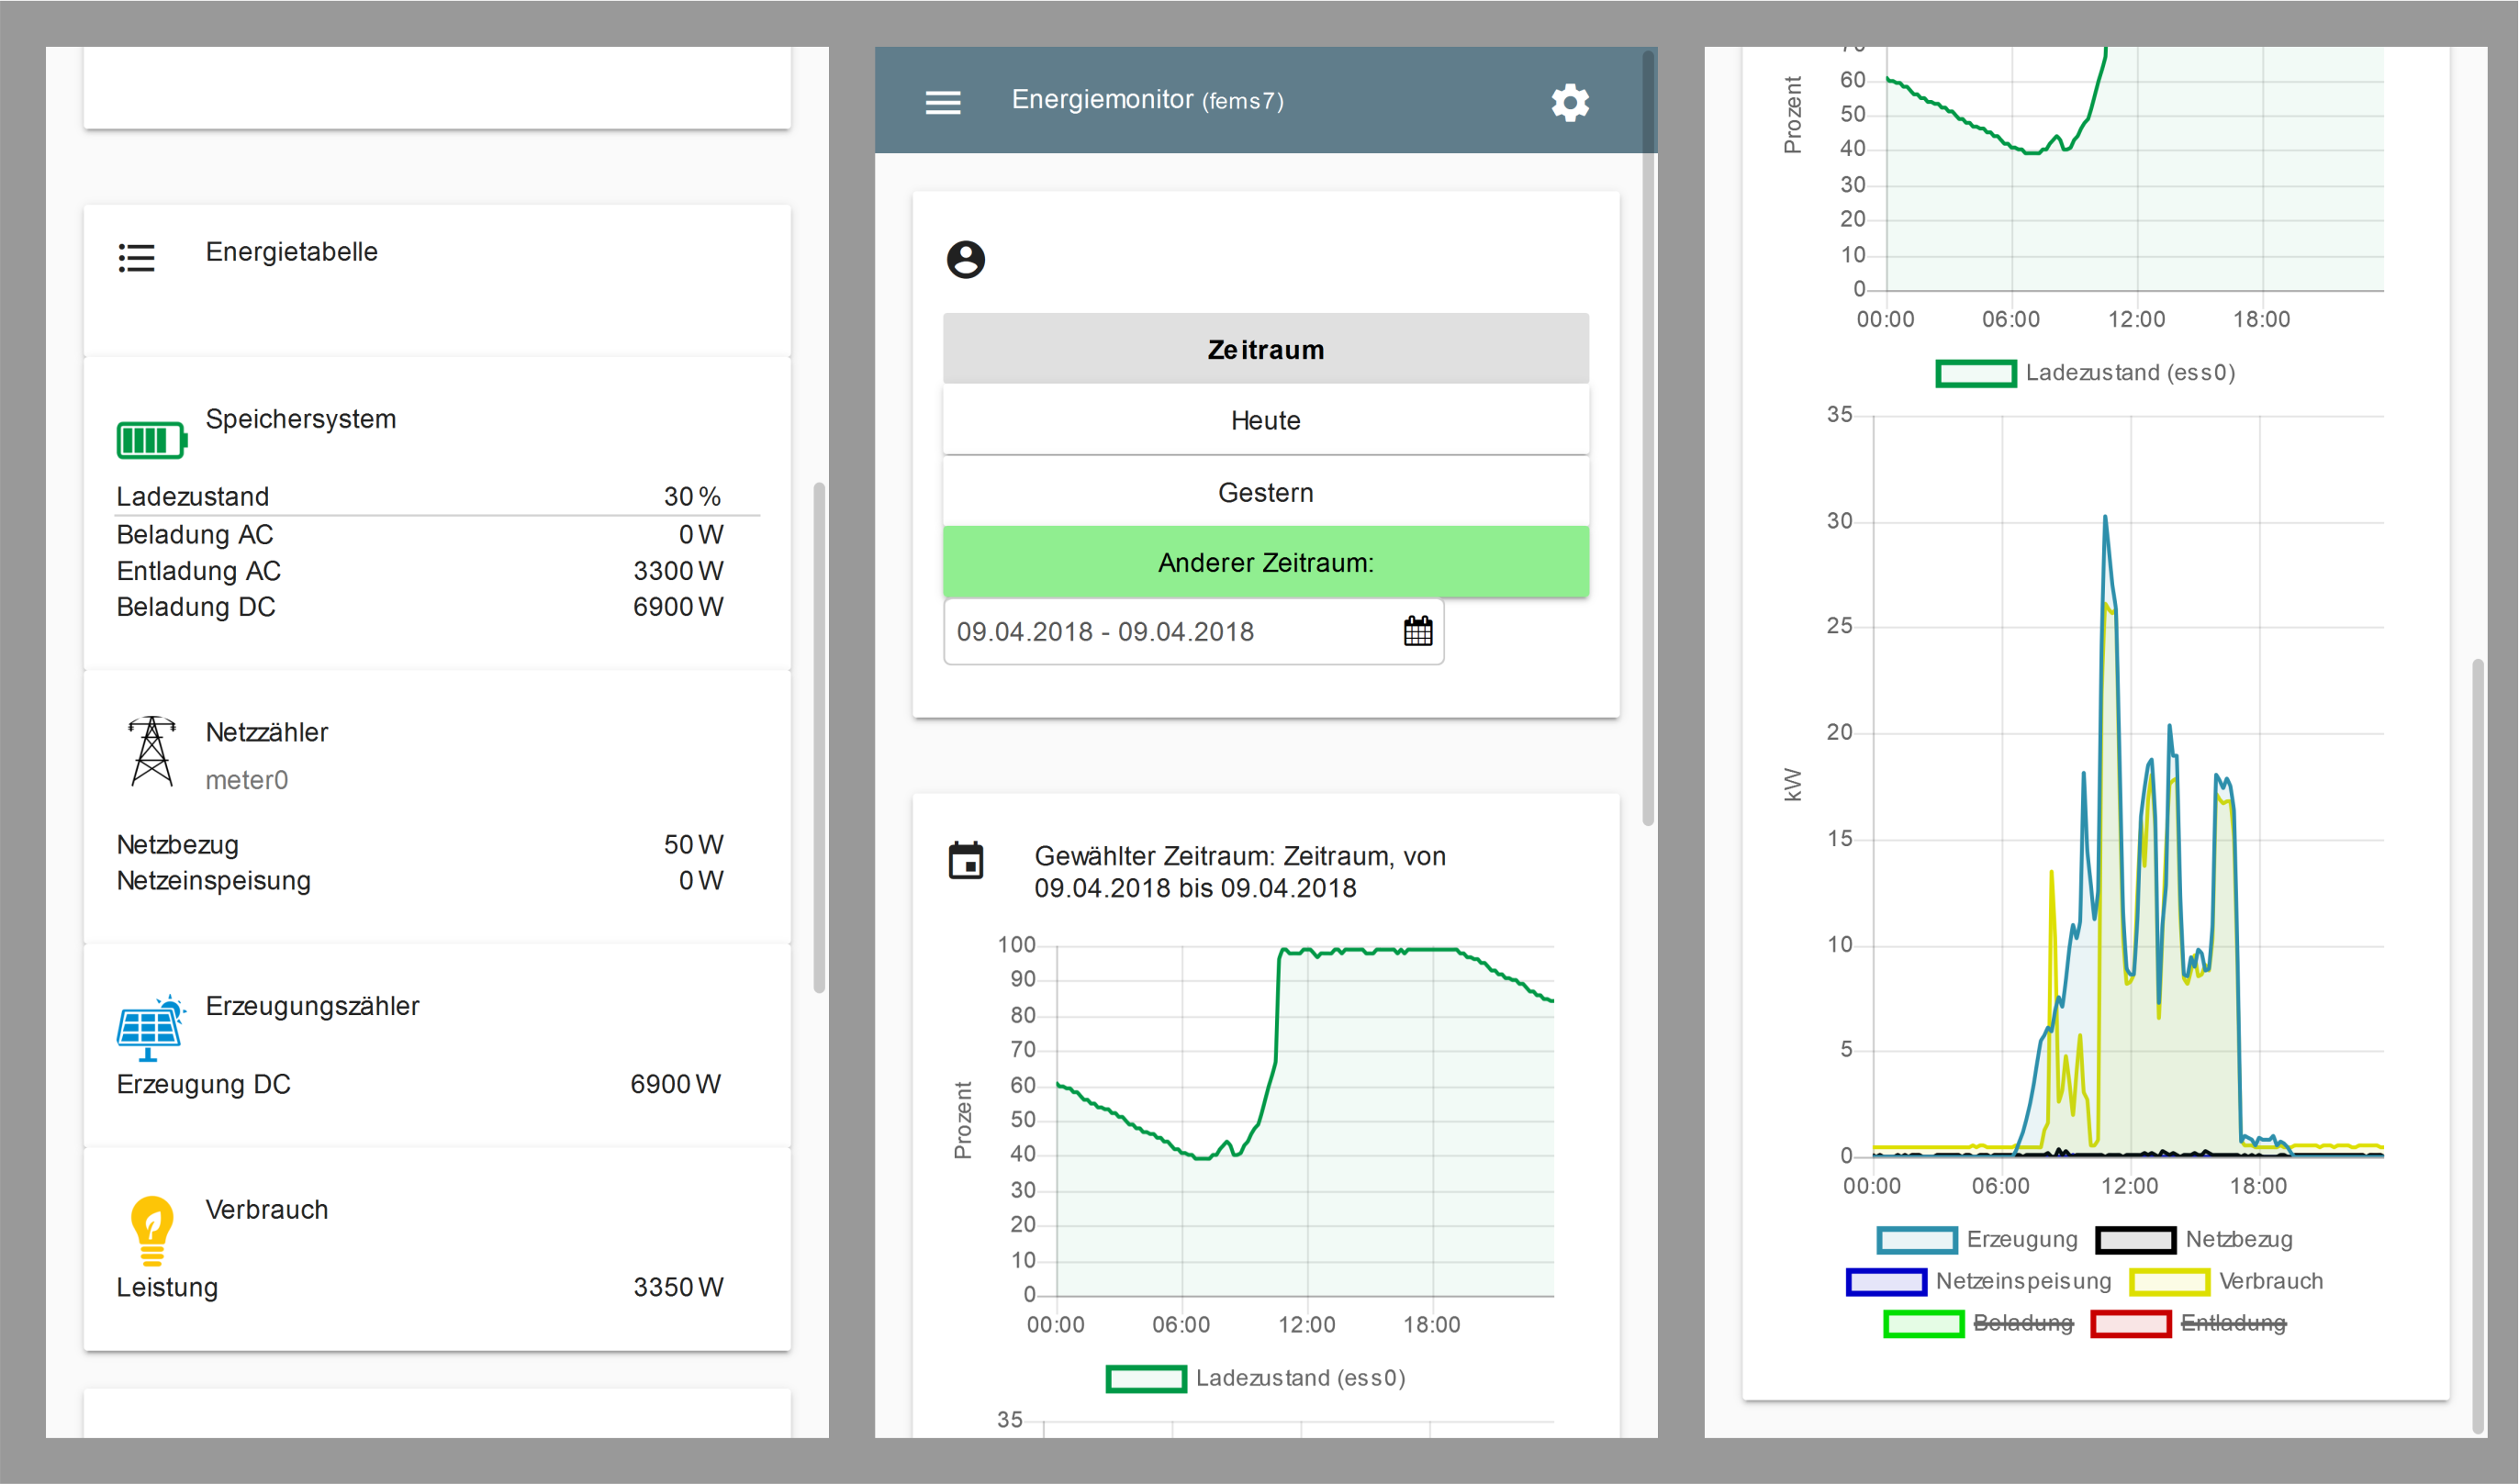 Energietabelle
Speichersystem
Ladezustand 30 %
Beladung AC 0 W
Entladung AC 3300 W
Beladung DC 6900 W
Netzzähler
meter0
Netzbezug 50 W
Netzeinspeisung 0 W
Erzeugungszähler
Erzeugung DC 6900 W
Verbrauch
Leistung 3350 W
Energiemonitor (fems7)
Zeitraum
Heute
Gestern
Anderer Zeitraum:
09.04.2018 - 09.04.2018
Gewählter Zeitraum: Zeitraum, von
09.04.2018 bis 09.04.2018
Prozent
100
90
80
70
60
50
40
30
20
10
0
00:00 06:00 12:00 18:00
Ladezustand (ess0)
35
Prozent
70
60
50
40
30
20
10
0
00:00 06:00 12:00 18:00
Ladezustand (ess0)
kW
35
30
25
20
15
10
5
0
00:00 06:00 12:00 18:00
Erzeugung Netzbezug
Netzeinspeisung Verbrauch
Beladung Entladung